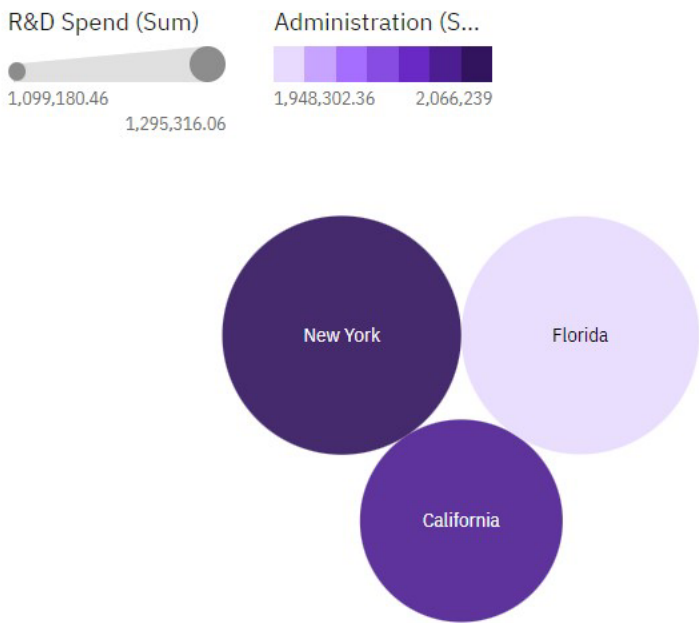 R&D Spend (Sum)
Administration (S...
1,099,180.46
1,295,316.06
1,948,302.36
2,066,239
New York
Florida
California